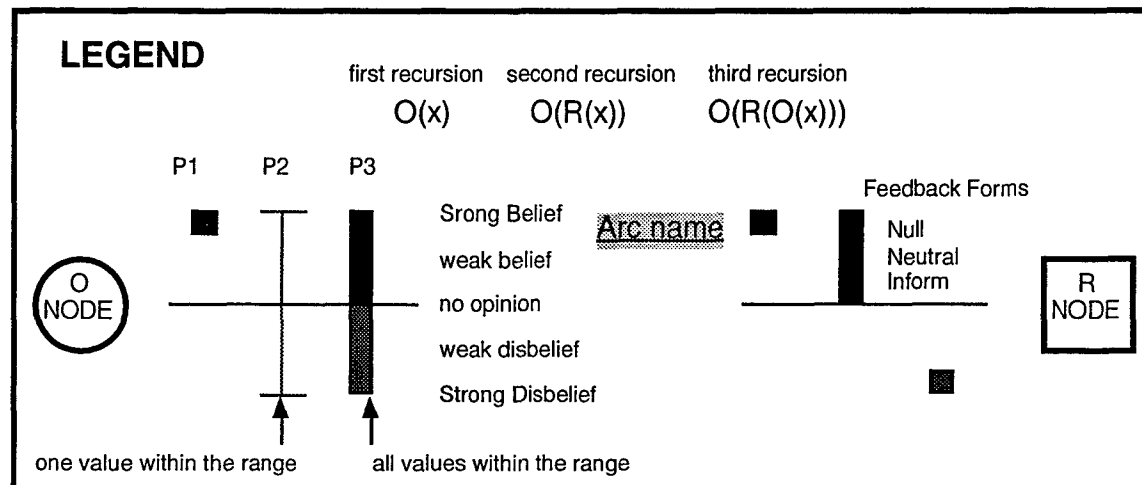 LEGEND
first recursion second recursion third recursion
O(x) O(R(x)) O(R(O(x)))
P1 P2 P3
Feedback Forms
Srong Belief
Arc name
Null
weak belief
Neutral
Inform
O
NODE
no opinion
R
NODE
weak disbelief
Strong Disbelief
one value within the range all values within the range